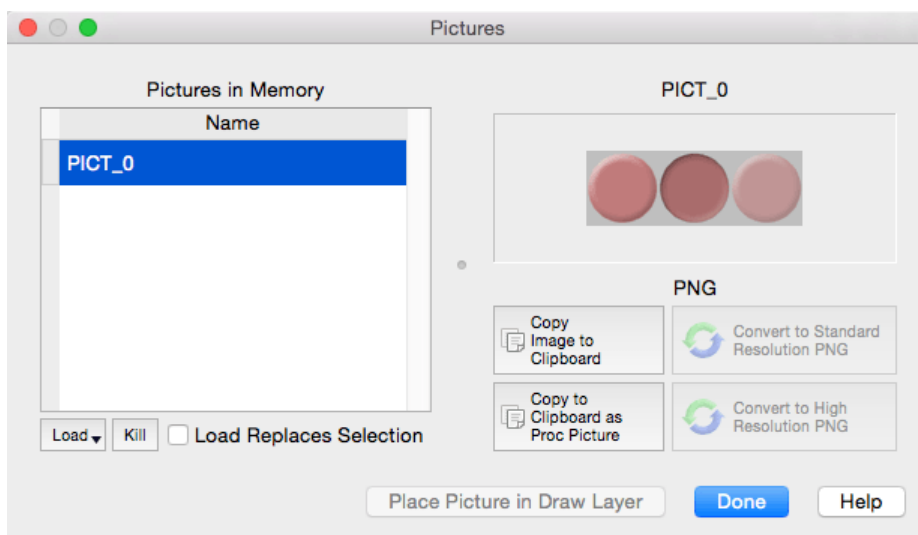 Pictures
Pictures in Memory
Name
PICT_0
Load
Kill
Load Replaces Selection
PICT_0
PNG
Copy
Image to
Clipboard
Convert to Standard
Resolution PNG
Copy to
Clipboard as
Proc Picture
Convert to High
Resolution PNG
Place Picture in Draw Layer
Done
Help